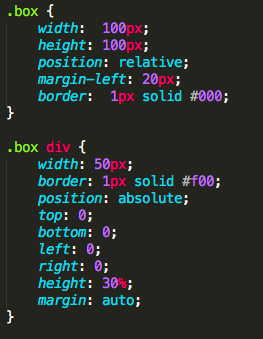 .box {
width:  100px;
height: 100px;
position: relative;
margin-left: 20px;
border:  1px solid #000;
}
.box div {
width: 50px;
border: 1px solid #f00;
position: absolute;
top: 0;
bottom: 0;
left: 0;
right: 0;
height: 30%;
margin: auto;
}